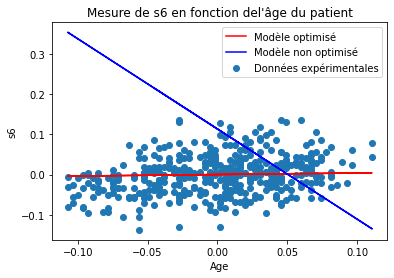 Mesure de s6 en fonction del'âge du patient
Modèle optimisé
Modèle non optimisé
Données expérimentales
s6
0.3
0.2
0.1
0.0
−0.1
−0.10
−0.05
0.00
0.05
0.10
Age